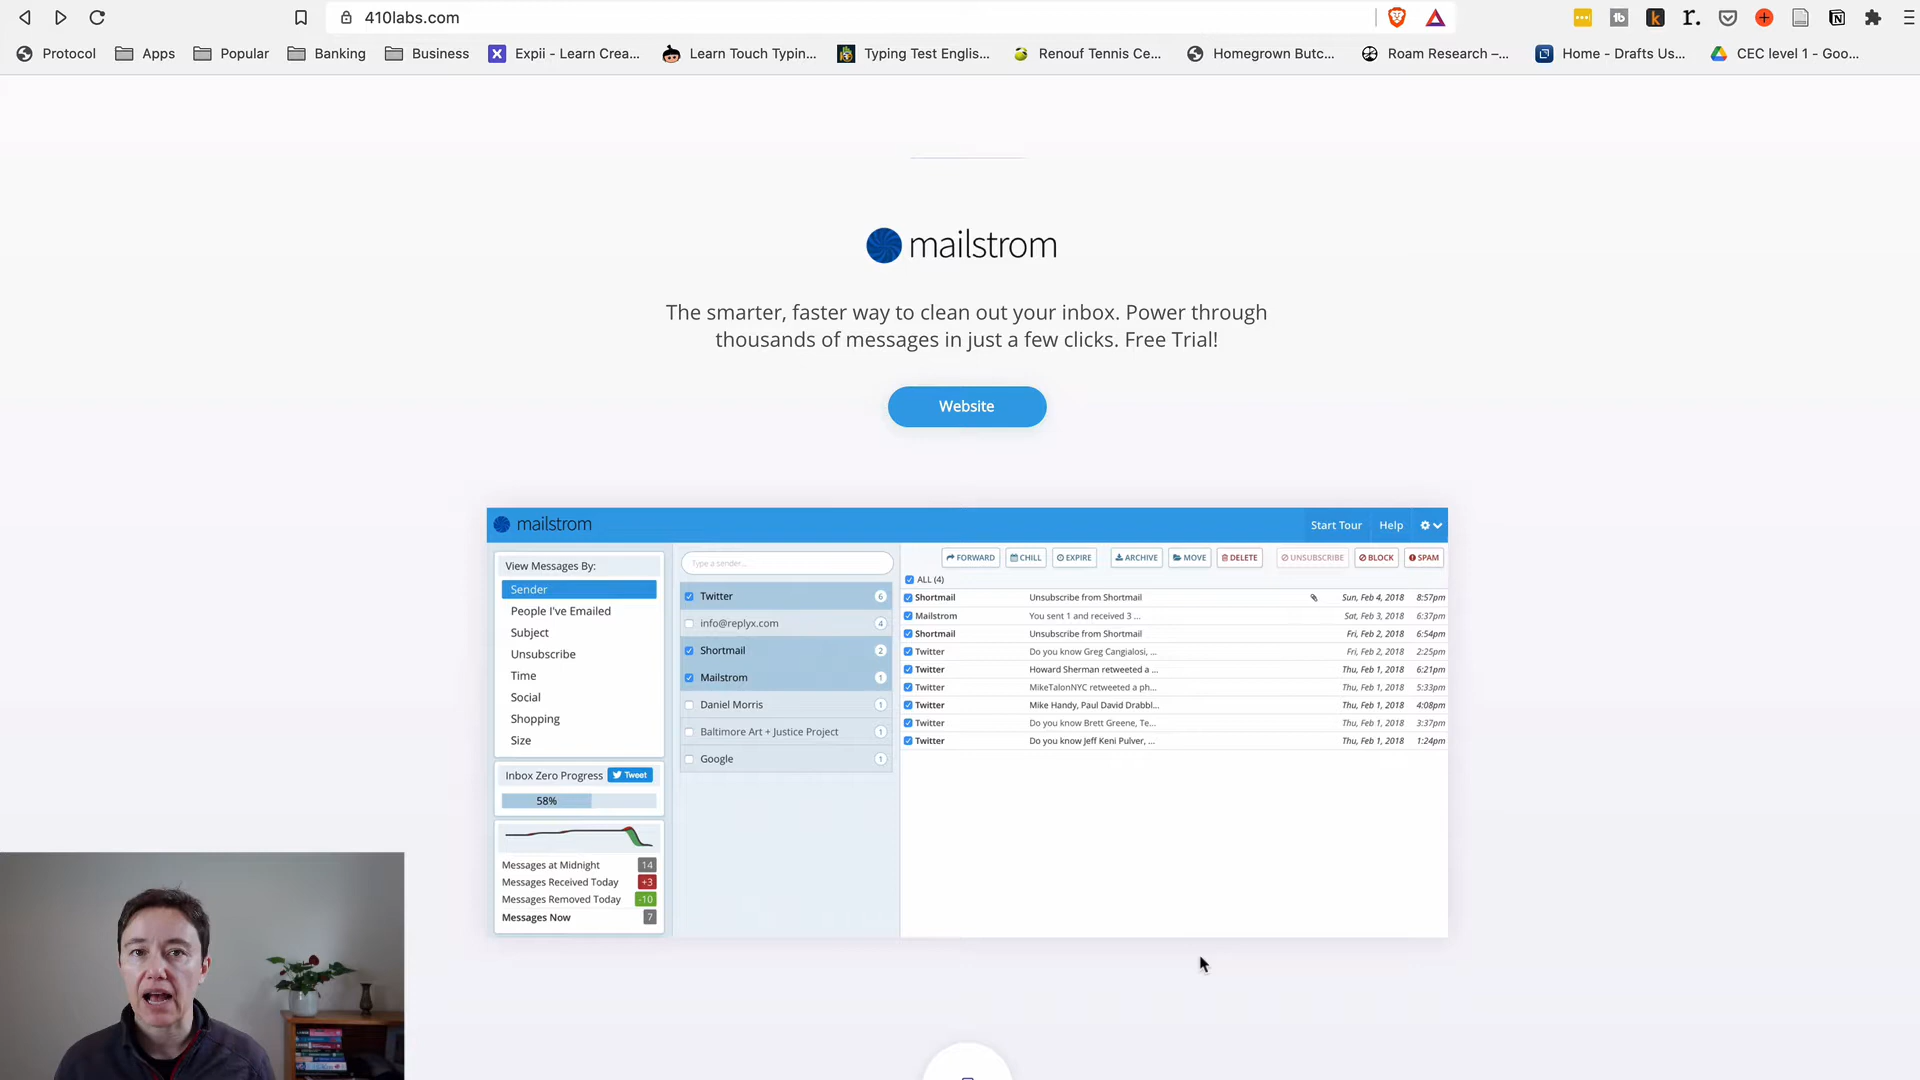 410labs.com
Protocol Apps Popular Banking Business Expii - Learn Crea... Learn Touch Typin... Typing Test Englis... Renouf Tennis Ce... Homegrown Butc... Roam Research –... Home - Drafts Us... CEC level 1 - Goo...
mailstrom
The smarter, faster way to clean out your inbox. Power through
thousands of messages in just a few clicks. Free Trial!
Website
mailstrom
Start Tour Help
View Messages By:
Sender
People I've Emailed
Subject
Unsubscribe
Time
Social
Shopping
Size
Inbox Zero Progress Tweet
58%
Messages at Midnight 14
Messages Received Today +3
Messages Removed Today -10
Messages Now 7
Type a sender...
Twitter 6
info@replyx.com 4
Shortmail 2
Mailstrom 1
Daniel Morris 1
Baltimore Art + Justice Project 1
Google 1
FORWARD CHILL EXPIRE ARCHIVE MOVE DELETE UNSUBSCRIBE BLOCK SPAM
ALL (4)
Shortmail Unsubscribe from Shortmail Sun, Feb 4, 2018 8:57pm
Mailstrom You sent 1 and received 3 ... Sat, Feb 3, 2018 6:37pm
Shortmail Unsubscribe from Shortmail Fri, Feb 2, 2018 6:54pm
Twitter Do you know Greg Cangialosi, ... Fri, Feb 2, 2018 2:25pm
Twitter Howard Sherman retweeted a ... Thu, Feb 1, 2018 6:21pm
Twitter MikeTalonNYC retweeted a ph... Thu, Feb 1, 2018 5:33pm
Twitter Mike Handy, Paul David Drabbl... Thu, Feb 1, 2018 4:08pm
Twitter Do you know Brett Greene, Te... Thu, Feb 1, 2018 3:37pm
Twitter Do you know Jeff Keni Pulver, ... Thu, Feb 1, 2018 1:24pm